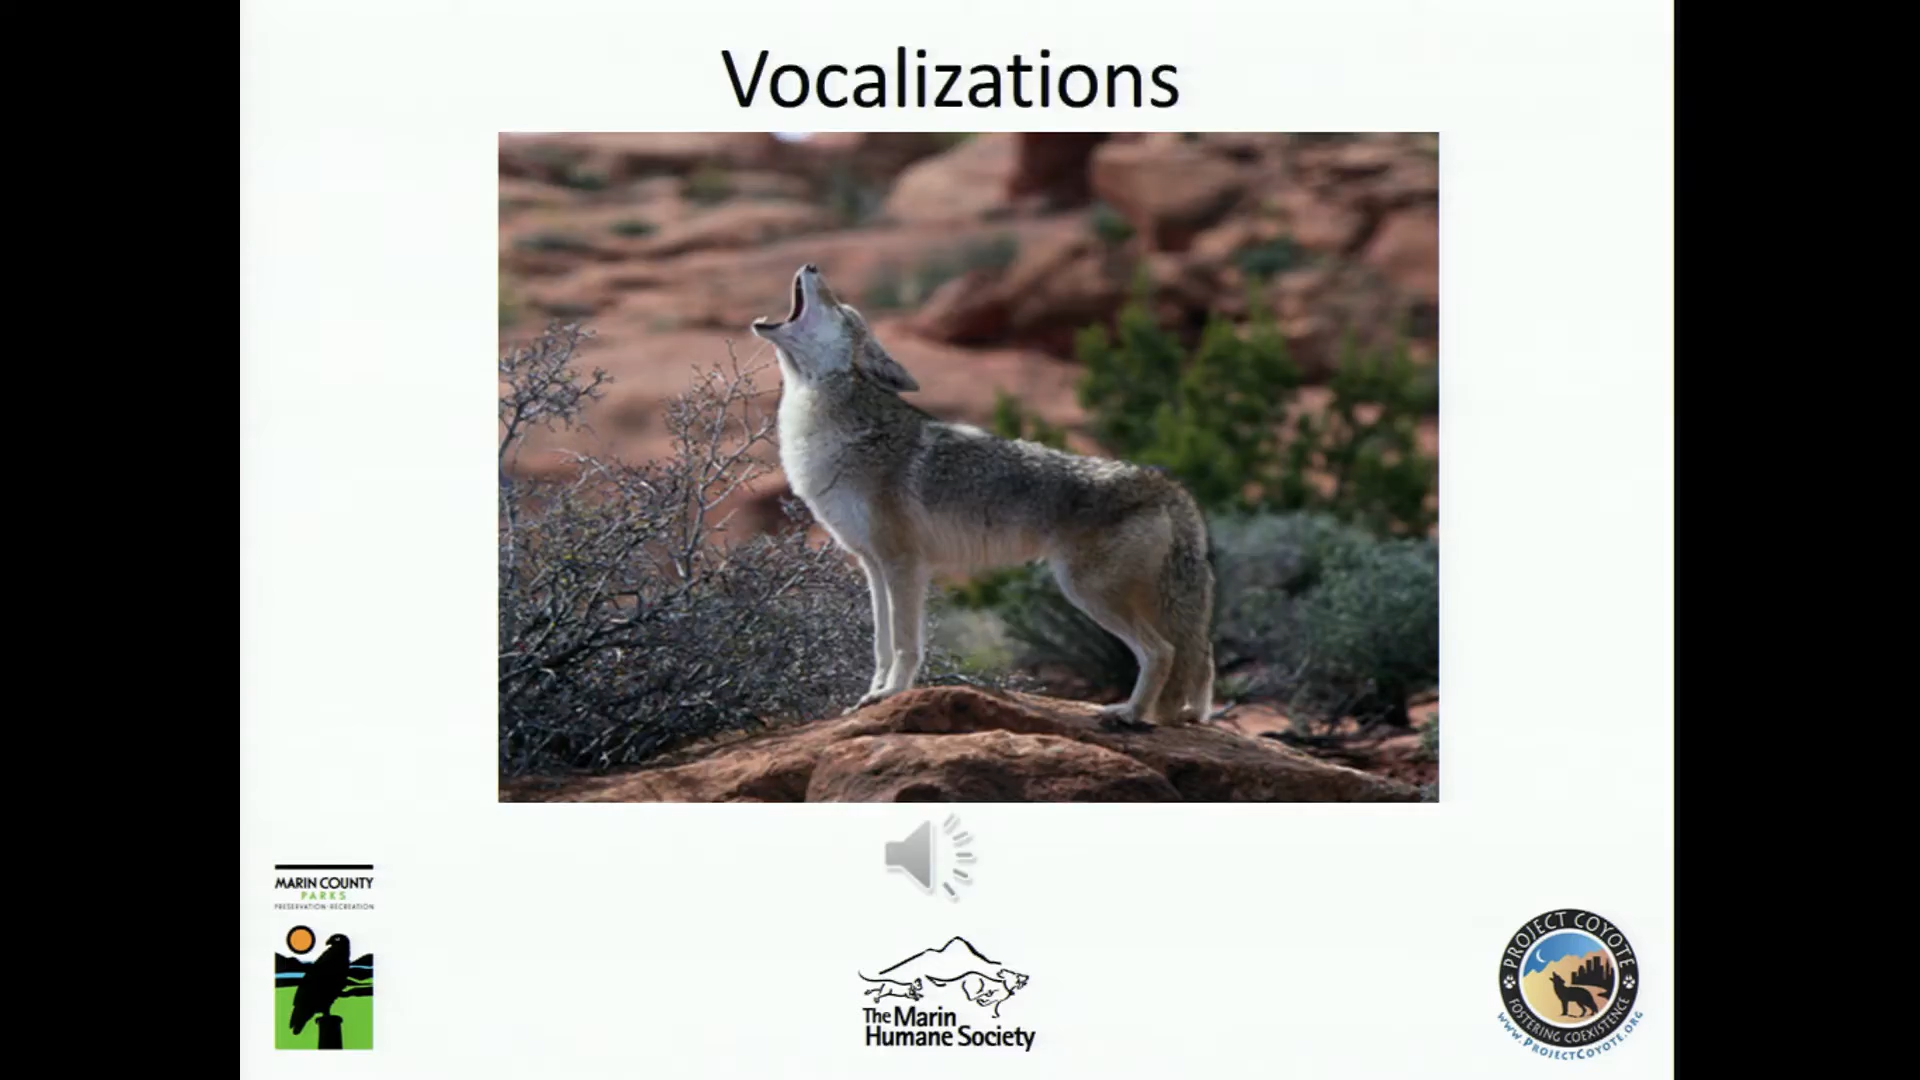 Vocalizations
MARIN COUNTY
PARKS
PRESERVATION·RECREATION
The Marin
Humane Society
PROJECT COYOTE
FOSTERING COEXISTENCE
WWW.PROJECTCOYOTE.ORG